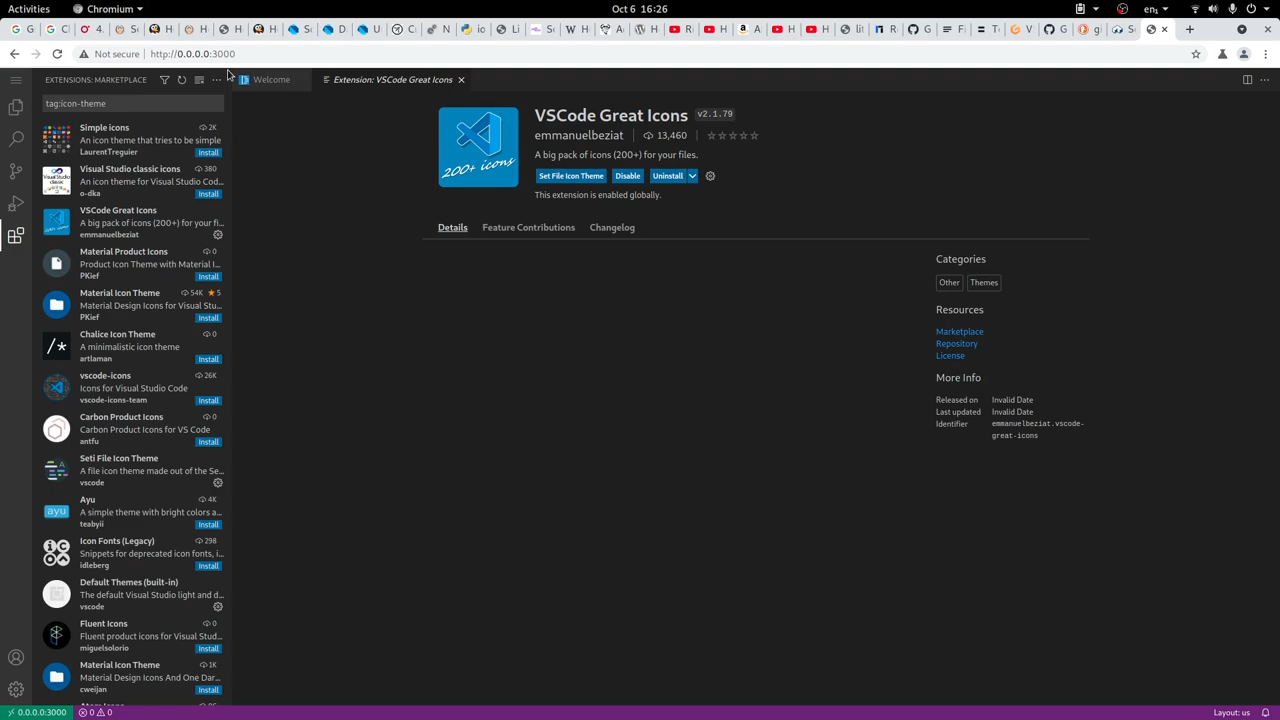 Activities
Chromium
Oct 6 16:26
en1
G
C
4.
S
H
H
H
S
D
U
ic
Li
S
H
A
H
R
F
A
H
H
li
n
G
F
=
V
G
gi
S
Not secure
http://0.0.0.0:3000
EXTENSIONS: MARKETPLACE
Welcome
Extension: VSCode Great Icons
tag:icon-theme
Simple icons 2K
An icon theme that tries to be simple
LaurentTreguier Install
Visual Studio classic icons 380
An icon theme for Visual Studio Cod...
o-dka Install
VSCode Great Icons
A big pack of icons (200+) for your fi...
emmanuelbeziat
Material Product Icons 0
Product Icon Theme with Material I...
PKief Install
Material Icon Theme 54K ★ 5
Material Design Icons for Visual Stu...
PKief Install
/*
Chalice Icon Theme 0
A minimalistic icon theme
artlaman Install
vscode-icons 26K
Icons for Visual Studio Code
vscode-icons-team Install
Carbon Product Icons 0
Carbon Product Icons for VS Code
antfu Install
Seti File Icon Theme
A file icon theme made out of the Se...
vscode
ayu
Ayu 4K
A simple theme with bright colors a...
teabyii Install
Icon Fonts (Legacy) 298
Snippets for deprecated icon fonts, i...
idleberg Install
Default Themes (built-in)
The default Visual Studio light and d...
vscode
Fluent Icons 0
Fluent product icons for Visual Stud...
miguelsolorio Install
Material Icon Theme 1K
Material Design Icons And One Dar...
cweijan Install
200+ icons
VSCode Great Icons v2.1.79
emmanuelbeziat 13,460
A big pack of icons (200+) for your files.
Set File Icon Theme Disable Uninstall
This extension is enabled globally.
Details Feature Contributions Changelog
Categories
Other Themes
Resources
Marketplace
Repository
License
More Info
Released on Invalid Date
Last updated Invalid Date
Identifier emmanuelbeziat.vscode-
great-icons
0.0.0.0:3000
0 0
Layout: us